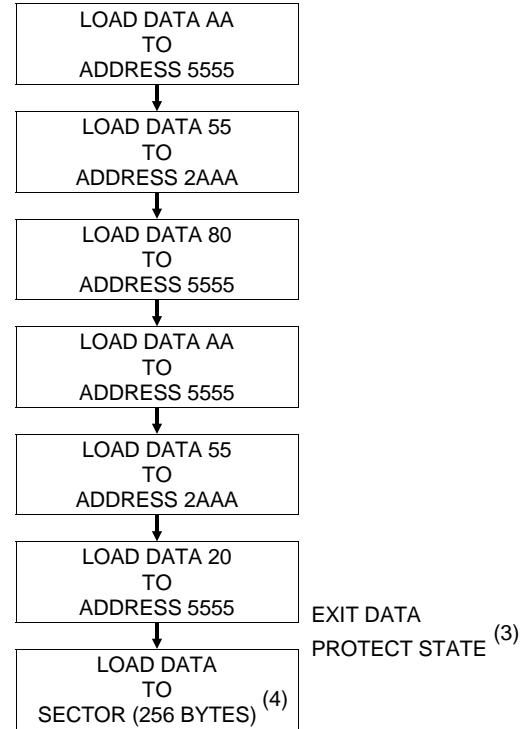 LOAD DATA AA
TO
ADDRESS 5555
LOAD DATA 55
TO
ADDRESS 2AAA
LOAD DATA 80
TO
ADDRESS 5555
LOAD DATA AA
TO
ADDRESS 5555
LOAD DATA 55
TO
ADDRESS 2AAA
LOAD DATA 20
TO
ADDRESS 5555
EXIT DATA
PROTECT STATE (3)
LOAD DATA
TO
SECTOR (256 BYTES) (4)